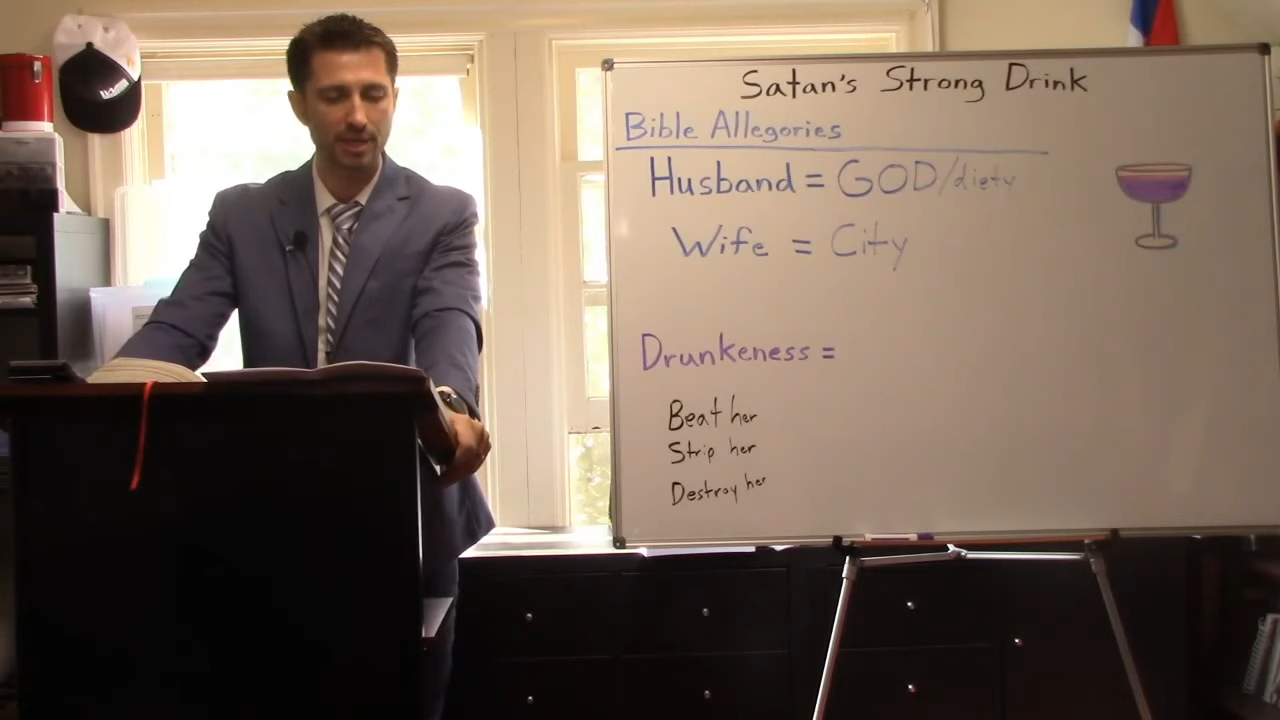 Satan's Strong Drink
Bible Allegories
Husband = GOD/diety
Wife = City
Drunkeness =
Beat her
Strip her
Destroy her